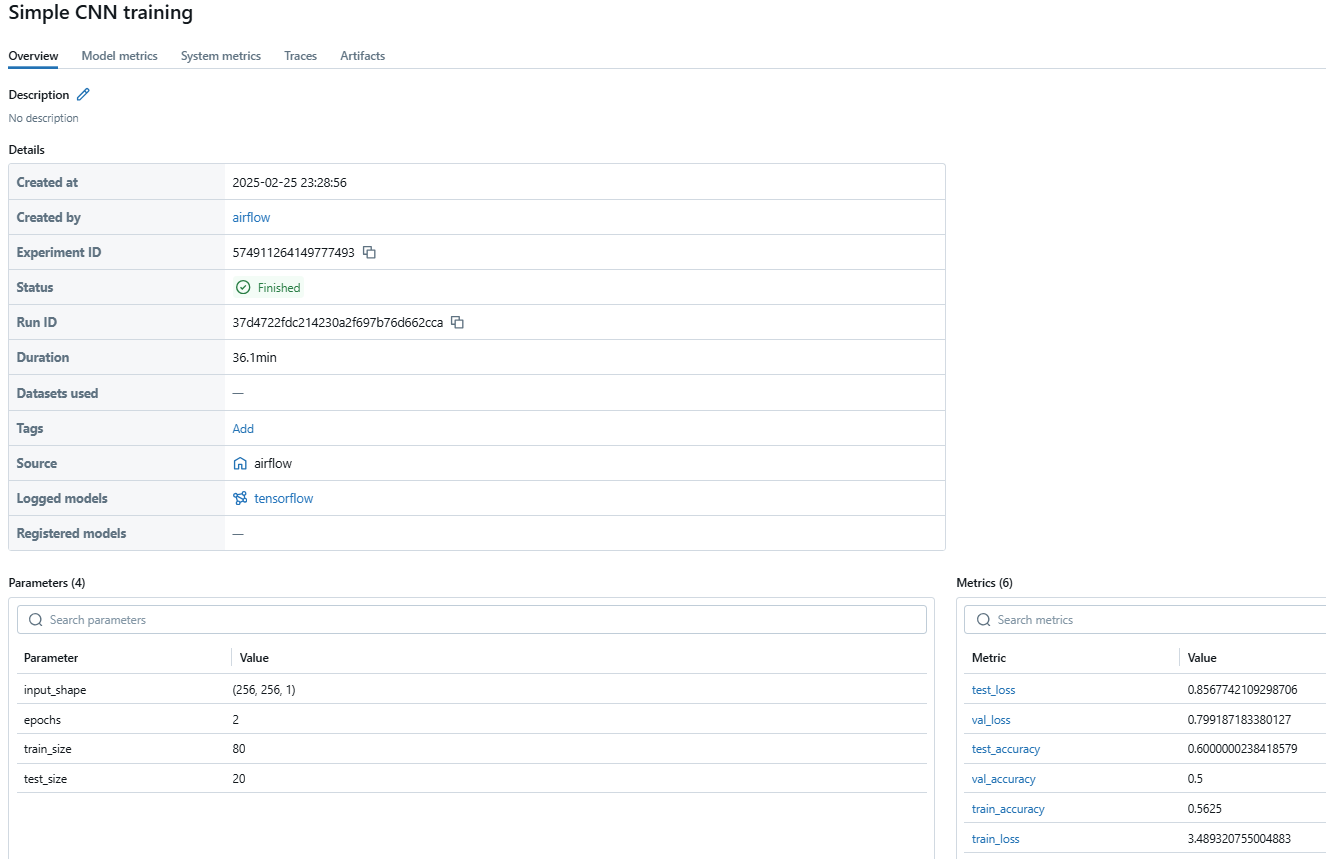 Simple CNN training
Overview Model metrics System metrics Traces Artifacts
Description
No description
Details
Created at 2025-02-25 23:28:56
Created by airflow
Experiment ID 574911264149777493
Status Finished
Run ID 37d4722fdc214230a2f697b76d662cca
Duration 36.1min
Datasets used —
Tags Add
Source airflow
Logged models tensorflow
Registered models —
Parameters (4)
Search parameters
Parameter Value
input_shape (256, 256, 1)
epochs 2
train_size 80
test_size 20
Metrics (6)
Search metrics
Metric Value
test_loss 0.8567742109298706
val_loss 0.799187183380127
test_accuracy 0.6000000238418579
val_accuracy 0.5
train_accuracy 0.5625
train_loss 3.489320755004883